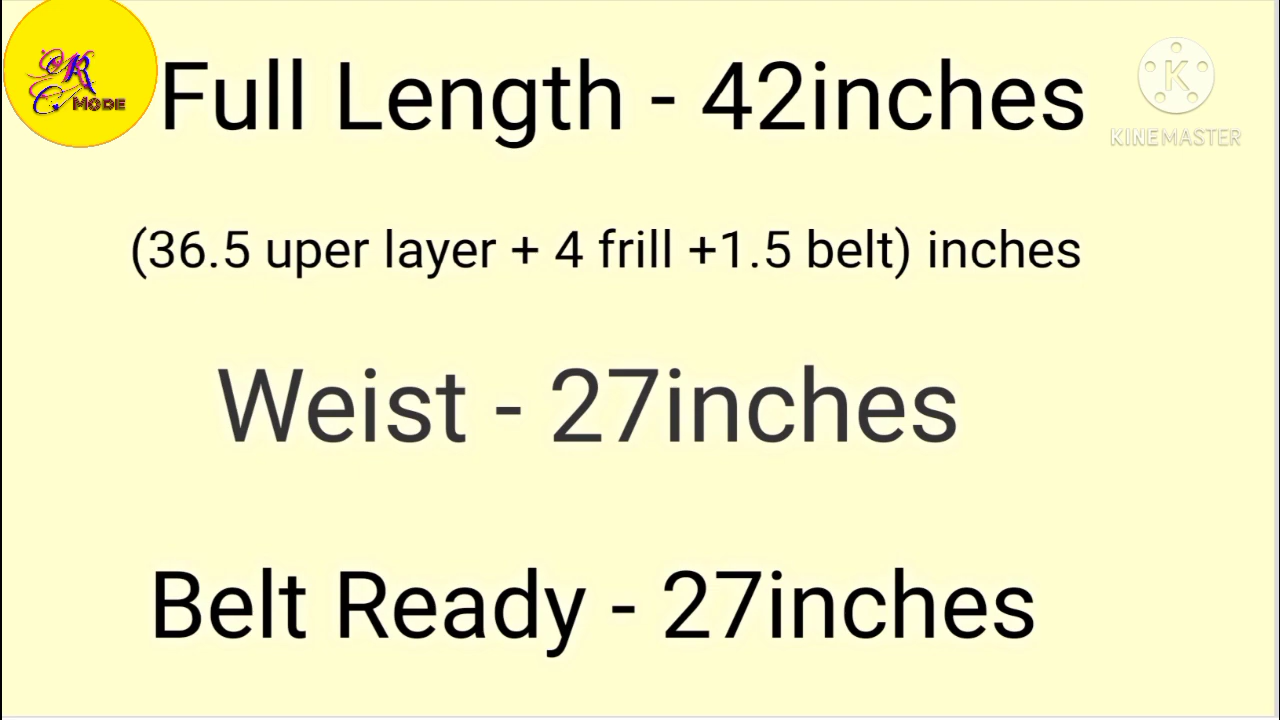 Full Length - 42inches
KINEMASTER
MODE
(36.5 uper layer + 4 frill +1.5 belt) inches
Weist - 27inches
Belt Ready - 27inches